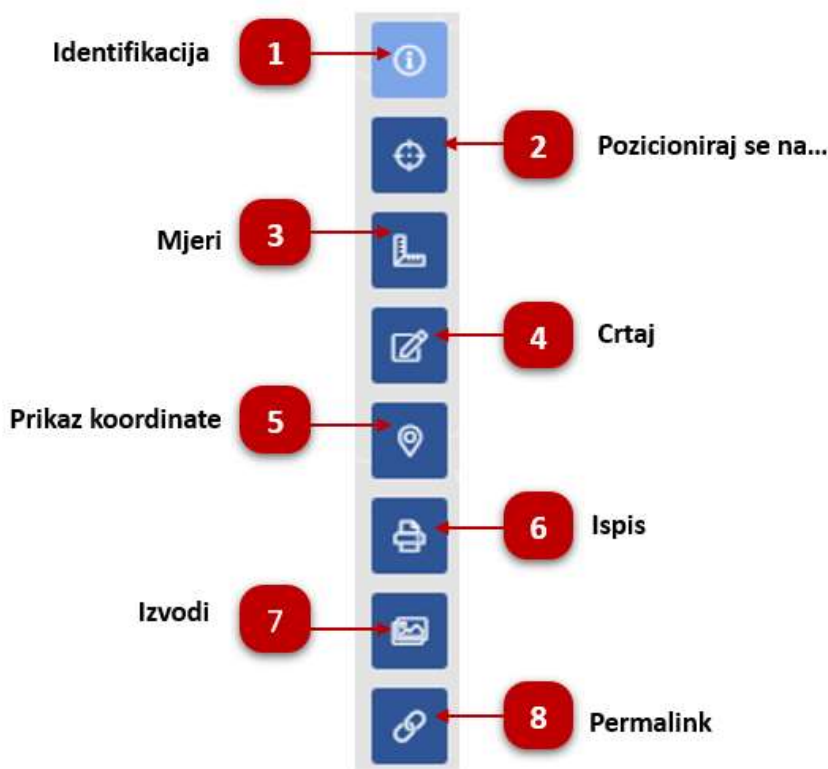 Identifikacija 1
2 Pozicioniraj se na...
Mjeri 3
4 Crtaj
Prikaz koordinate 5
6 Ispis
Izvodi 7
8 Permalink